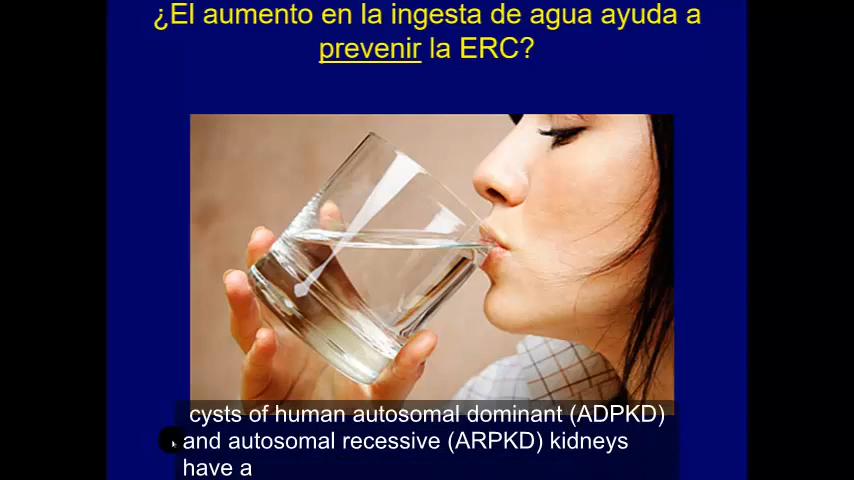 ¿El aumento en la ingesta de agua ayuda a
prevenir la ERC?
cysts of human autosomal dominant (ADPKD)
and autosomal recessive (ARPKD) kidneys
have a